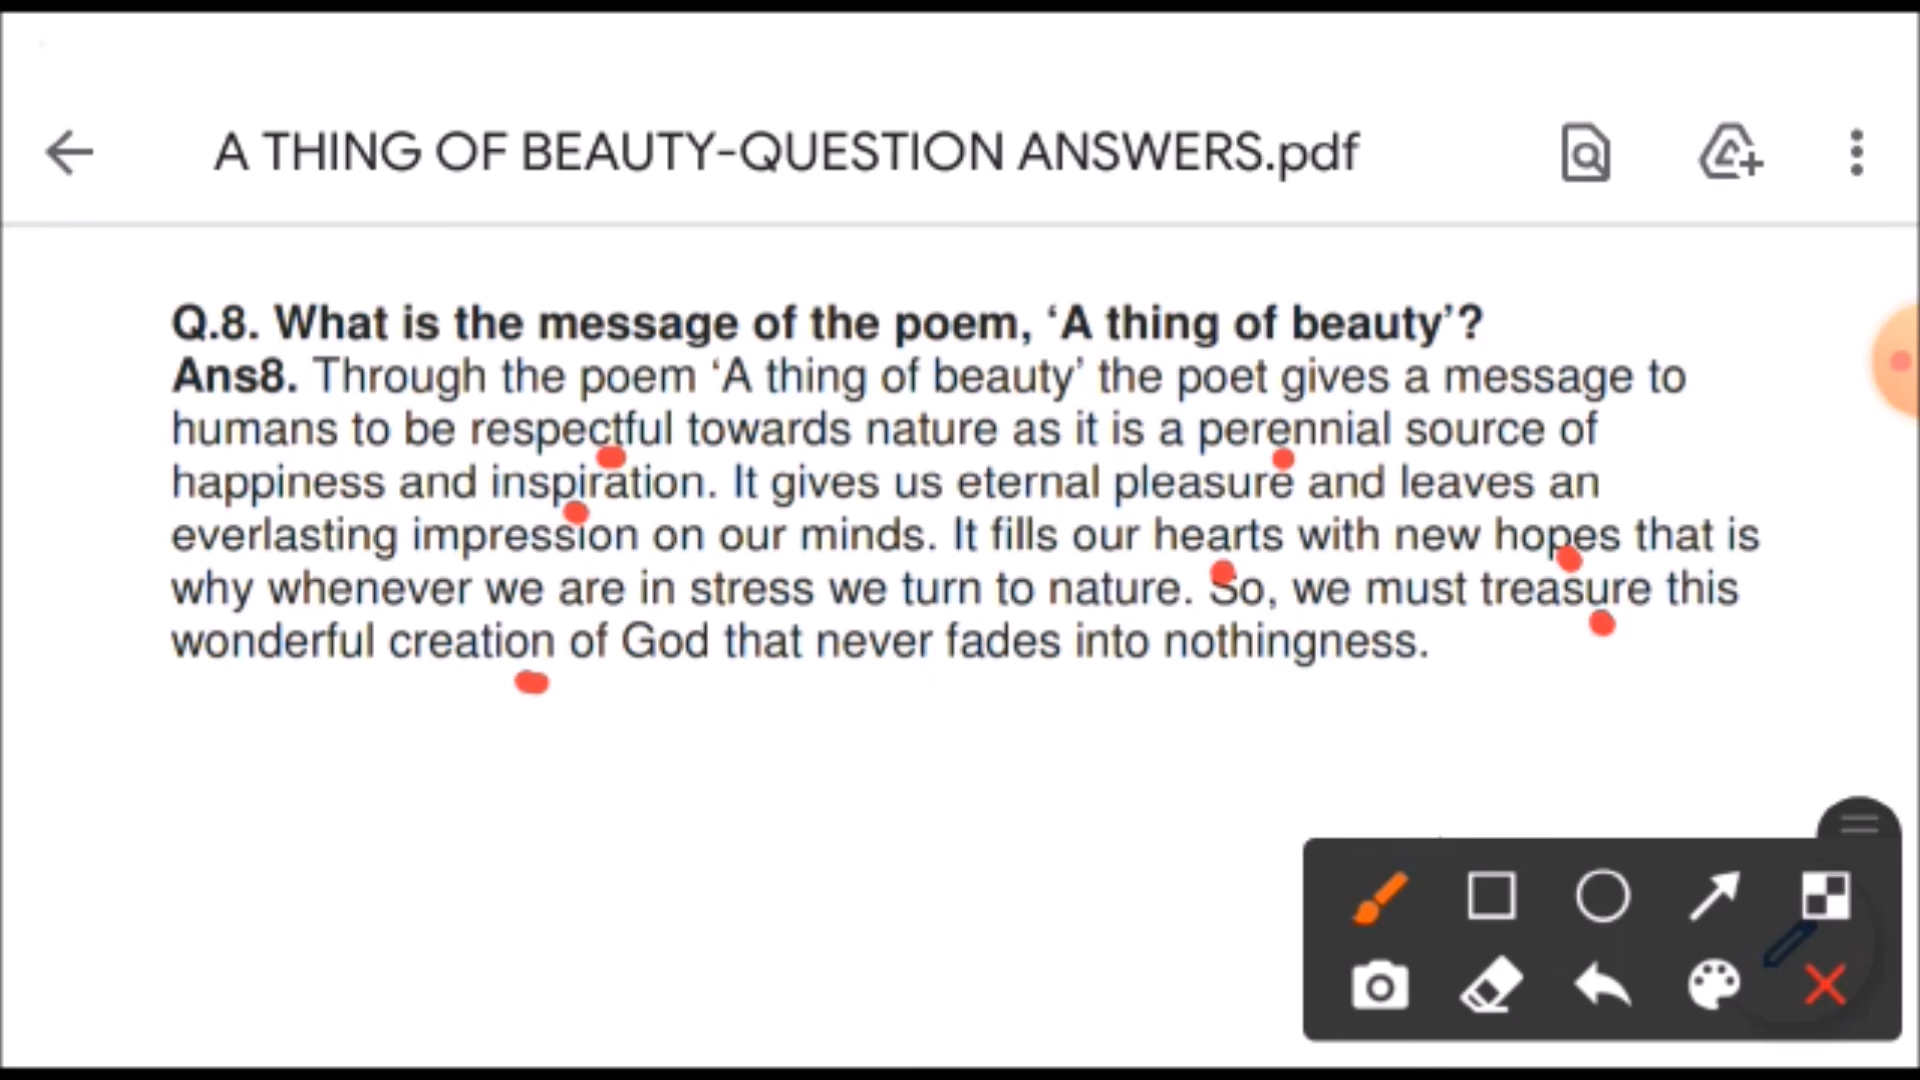 A THING OF BEAUTY-QUESTION ANSWERS.pdf
Q.8. What is the message of the poem, ‘A thing of beauty’?
Ans8. Through the poem ‘A thing of beauty’ the poet gives a message to
humans to be respectful towards nature as it is a perennial source of
happiness and inspiration. It gives us eternal pleasure and leaves an
everlasting impression on our minds. It fills our hearts with new hopes that is
why whenever we are in stress we turn to nature. So, we must treasure this
wonderful creation of God that never fades into nothingness.